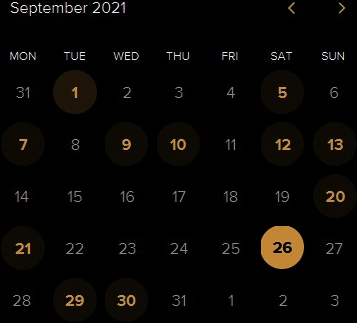 September 2021 < >
MON TUE WED THU FRI SAT SUN
31 1 2 3 4 5 6
7 8 9 10 11 12 13
14 15 16 17 18 19 20
21 22 23 24 25 26 27
28 29 30 31 1 2 3